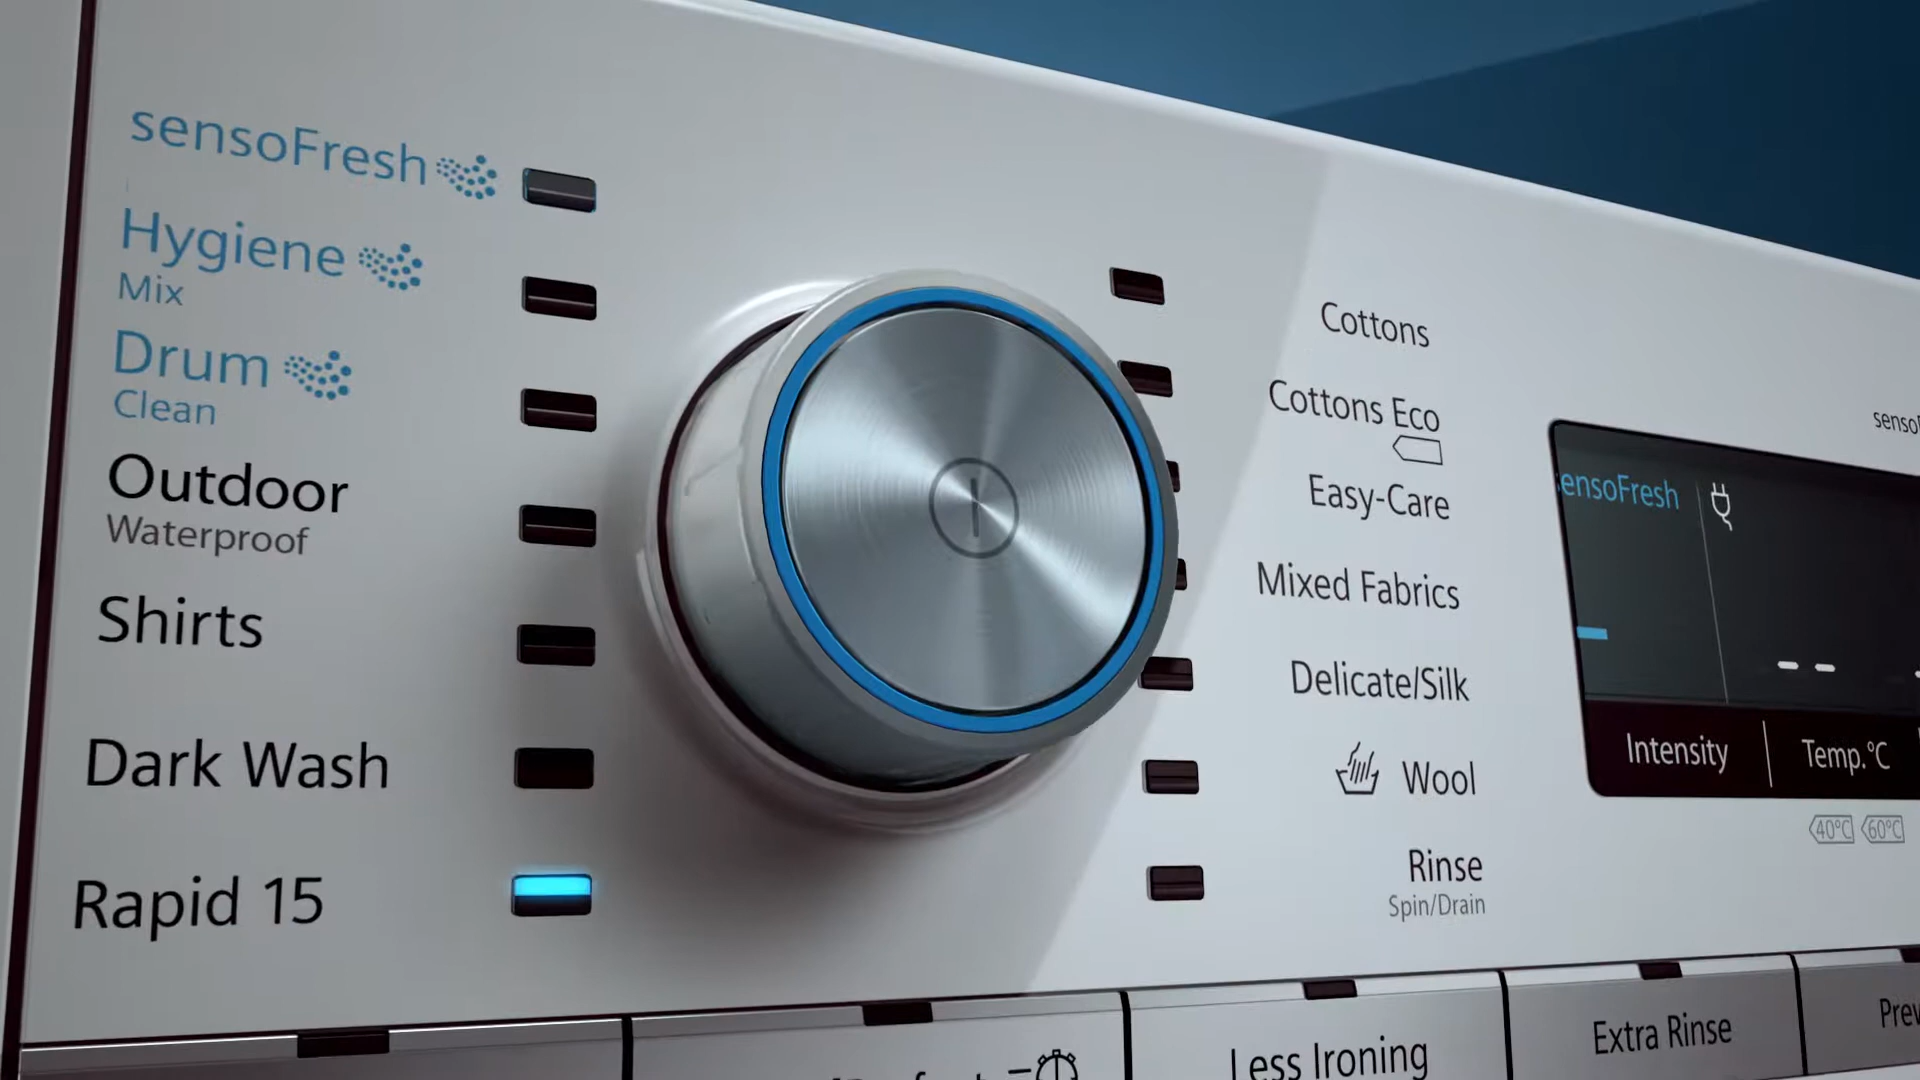 sensoFresh
Hygiene
Mix
Drum
Clean
Outdoor
Waterproof
Shirts
Dark Wash
Rapid 15
Cottons
Cottons Eco
Easy-Care
Mixed Fabrics
Delicate/Silk
Wool
Rinse
Spin/Drain
ensoFresh
-- --
Intensity
Temp. °C
40°C 60°C
Less Ironing
Extra Rinse